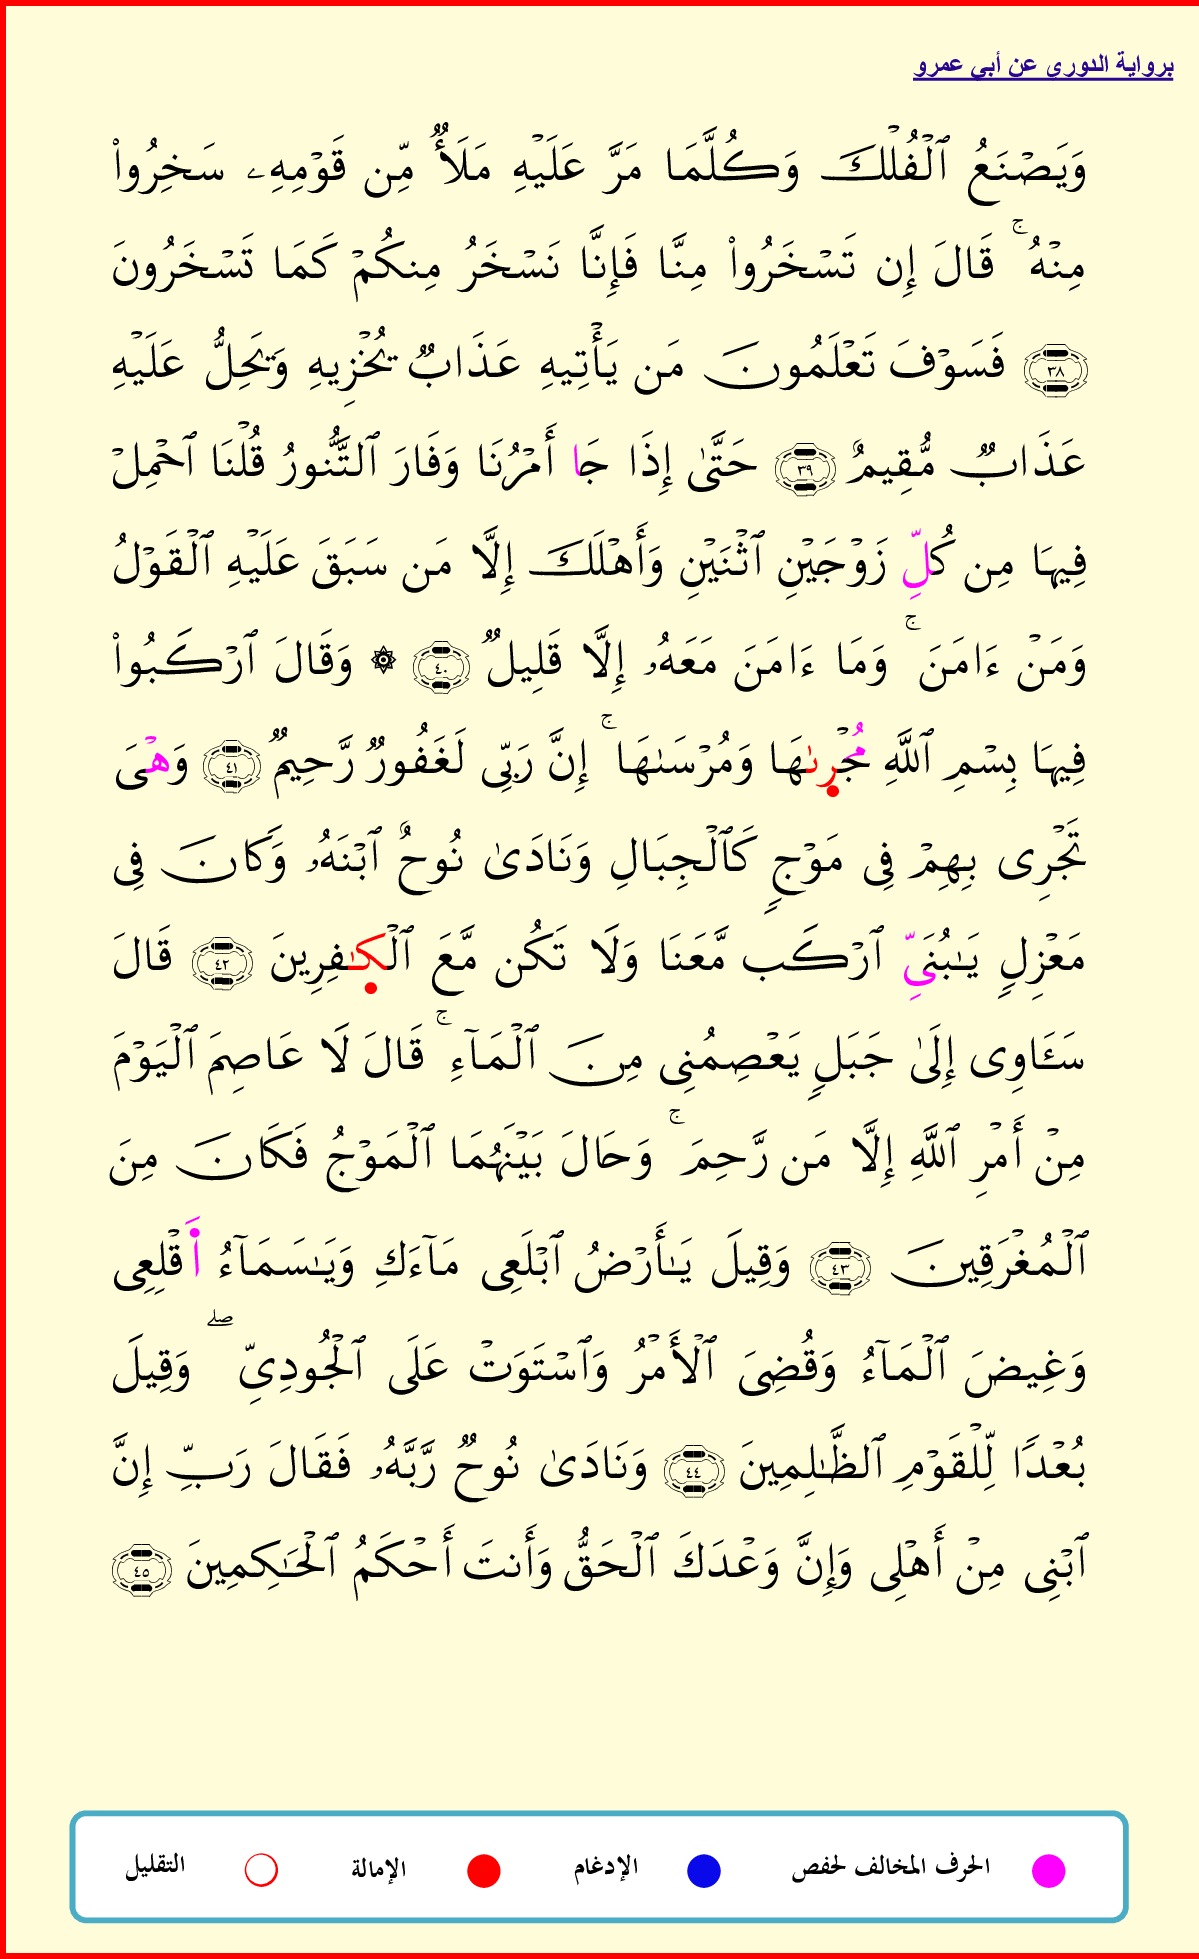 برواية الدورى عن أبى عمرو
وَيَصْنَعُ ٱلْفُلْكَ وَكُلَّمَا مَرَّ عَلَيْهِ مَلَأٌ مِّن قَوْمِهِۦ سَخِرُوا۟
مِنْهُ ۚ قَالَ إِن تَسْخَرُوا۟ مِنَّا فَإِنَّا نَسْخَرُ مِنكُمْ كَمَا تَسْخَرُونَ
٣٨ فَسَوْفَ تَعْلَمُونَ مَن يَأْتِيهِ عَذَابٌ يُخْزِيهِ وَيَحِلُّ عَلَيْهِ
عَذَابٌ مُّقِيمٌ ٣٩ حَتَّىٰ إِذَا جَا أَمْرُنَا وَفَارَ ٱلتَّنُّورُ قُلْنَا ٱحْمِلْ
فِيهَا مِن كُلِّ زَوْجَيْنِ ٱثْنَيْنِ وَأَهْلَكَ إِلَّا مَن سَبَقَ عَلَيْهِ ٱلْقَوْلُ
وَمَنْ ءَامَنَ ۚ وَمَا ءَامَنَ مَعَهُۥ إِلَّا قَلِيلٌ ٤٠ ۞ وَقَالَ ٱرْكَبُوا۟
فِيهَا بِسْمِ ٱللَّهِ مُجْرِىٰهَا وَمُرْسَىٰهَا ۚ إِنَّ رَبِّى لَغَفُورٌ رَّحِيمٌ ٤١ وَهْىَ
تَجْرِى بِهِمْ فِى مَوْجٍ كَٱلْجِبَالِ وَنَادَىٰ نُوحٌ ٱبْنَهُۥ وَكَانَ فِى
مَعْزِلٍ يَـٰبُنَىِّ ٱرْكَب مَّعَنَا وَلَا تَكُن مَّعَ ٱلْكَـٰفِرِينَ ٤٢ قَالَ
سَـَٔاوِى إِلَىٰ جَبَلٍ يَعْصِمُنِى مِنَ ٱلْمَآءِ ۚ قَالَ لَا عَاصِمَ ٱلْيَوْمَ
مِنْ أَمْرِ ٱللَّهِ إِلَّا مَن رَّحِمَ ۚ وَحَالَ بَيْنَهُمَا ٱلْمَوْجُ فَكَانَ مِنَ
ٱلْمُغْرَقِينَ ٤٣ وَقِيلَ يَـٰٓأَرْضُ ٱبْلَعِى مَآءَكِ وَيَـٰسَمَآءُ اَ۬قْلِعِى
وَغِيضَ ٱلْمَآءُ وَقُضِىَ ٱلْأَمْرُ وَٱسْتَوَتْ عَلَى ٱلْجُودِىِّ ۖ وَقِيلَ
بُعْدًا لِّلْقَوْمِ ٱلظَّـٰلِمِينَ ٤٤ وَنَادَىٰ نُوحٌ رَّبَّهُۥ فَقَالَ رَبِّ إِنَّ
ٱبْنِى مِنْ أَهْلِى وَإِنَّ وَعْدَكَ ٱلْحَقُّ وَأَنتَ أَحْكَمُ ٱلْحَـٰكِمِينَ ٤٥
الحرف المخالف لحفص الإدغام الإمالة التقليل